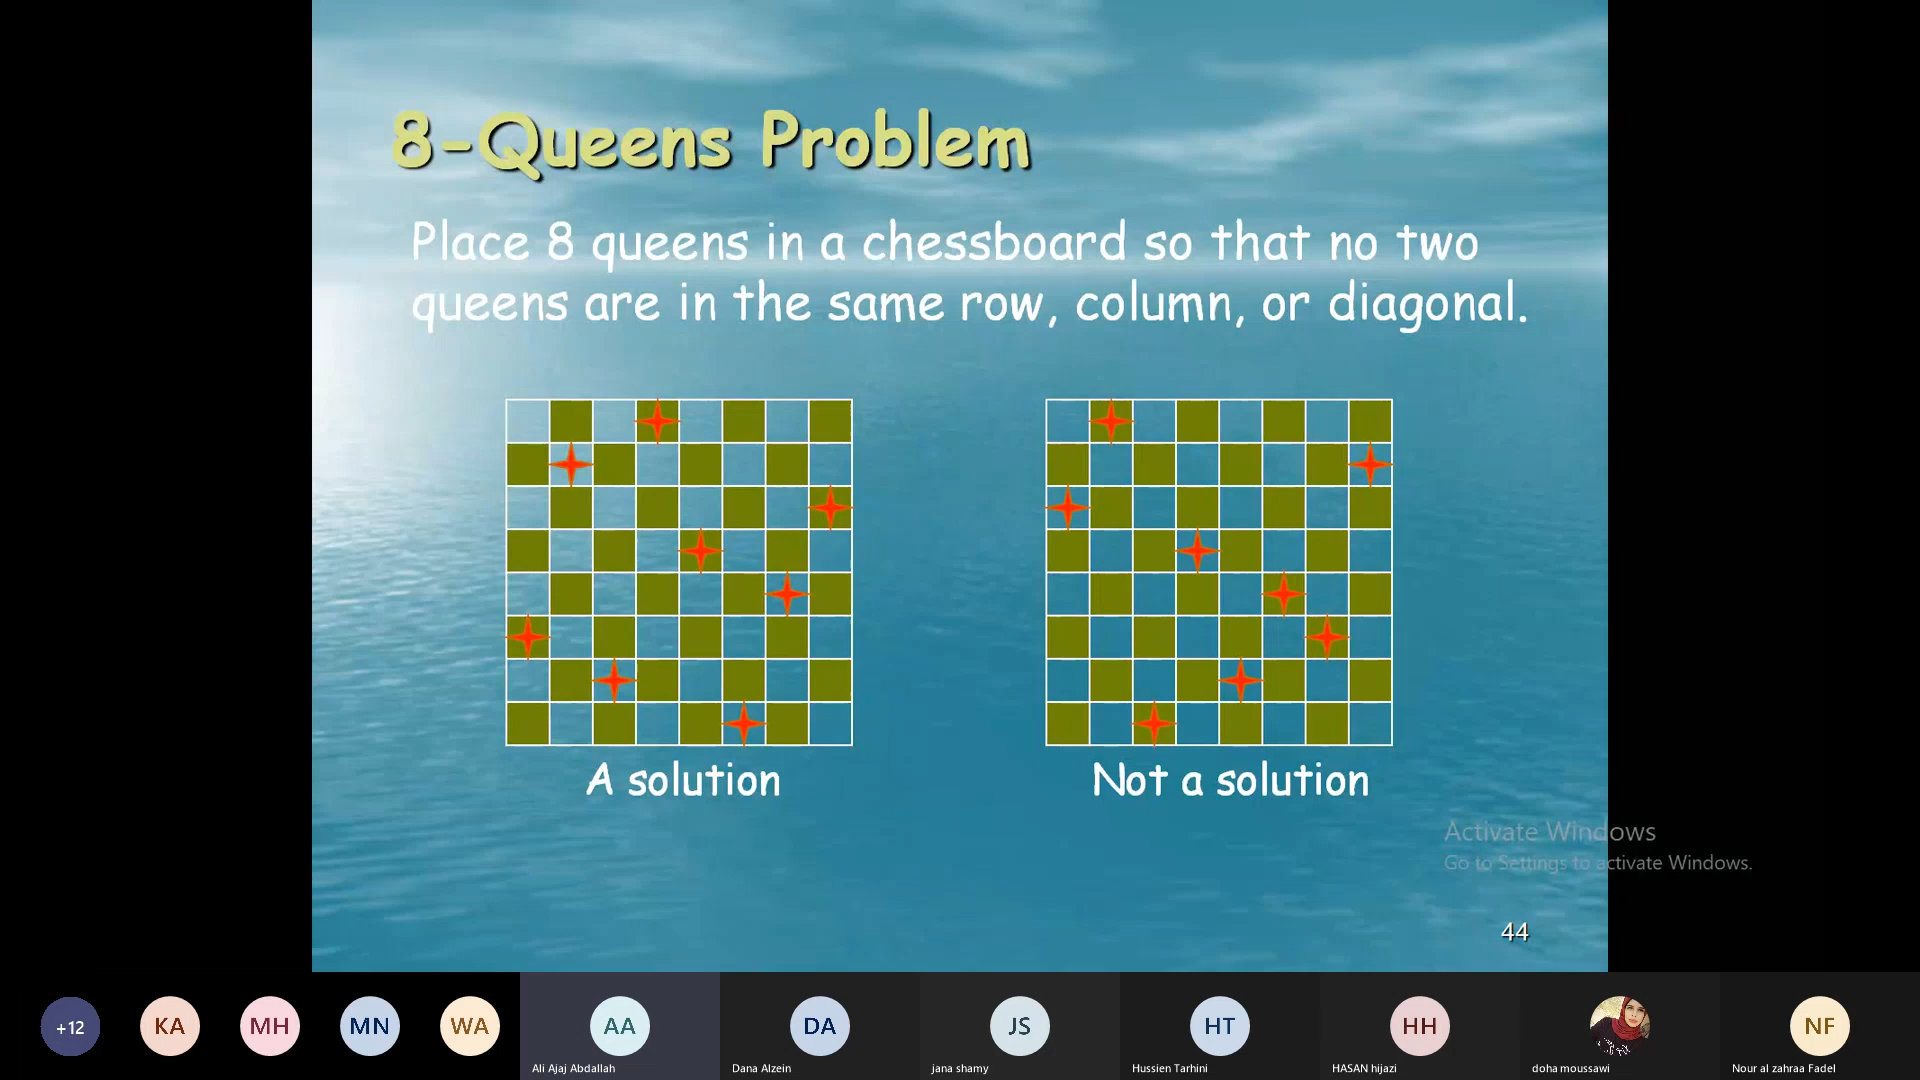 8-Queens Problem
Place 8 queens in a chessboard so that no two
queens are in the same row, column, or diagonal.
A solution
Not a solution
Activate Windows
Go to Settings to activate Windows.
44
+12
KA
MH
MN
WA
AA
DA
JS
HT
HH
NF
Ali Ajaj Abdallah
Dana Alzein
jana shamy
Hussien Tarhini
HASAN hijazi
doha moussawi
Nour al zahraa Fadel